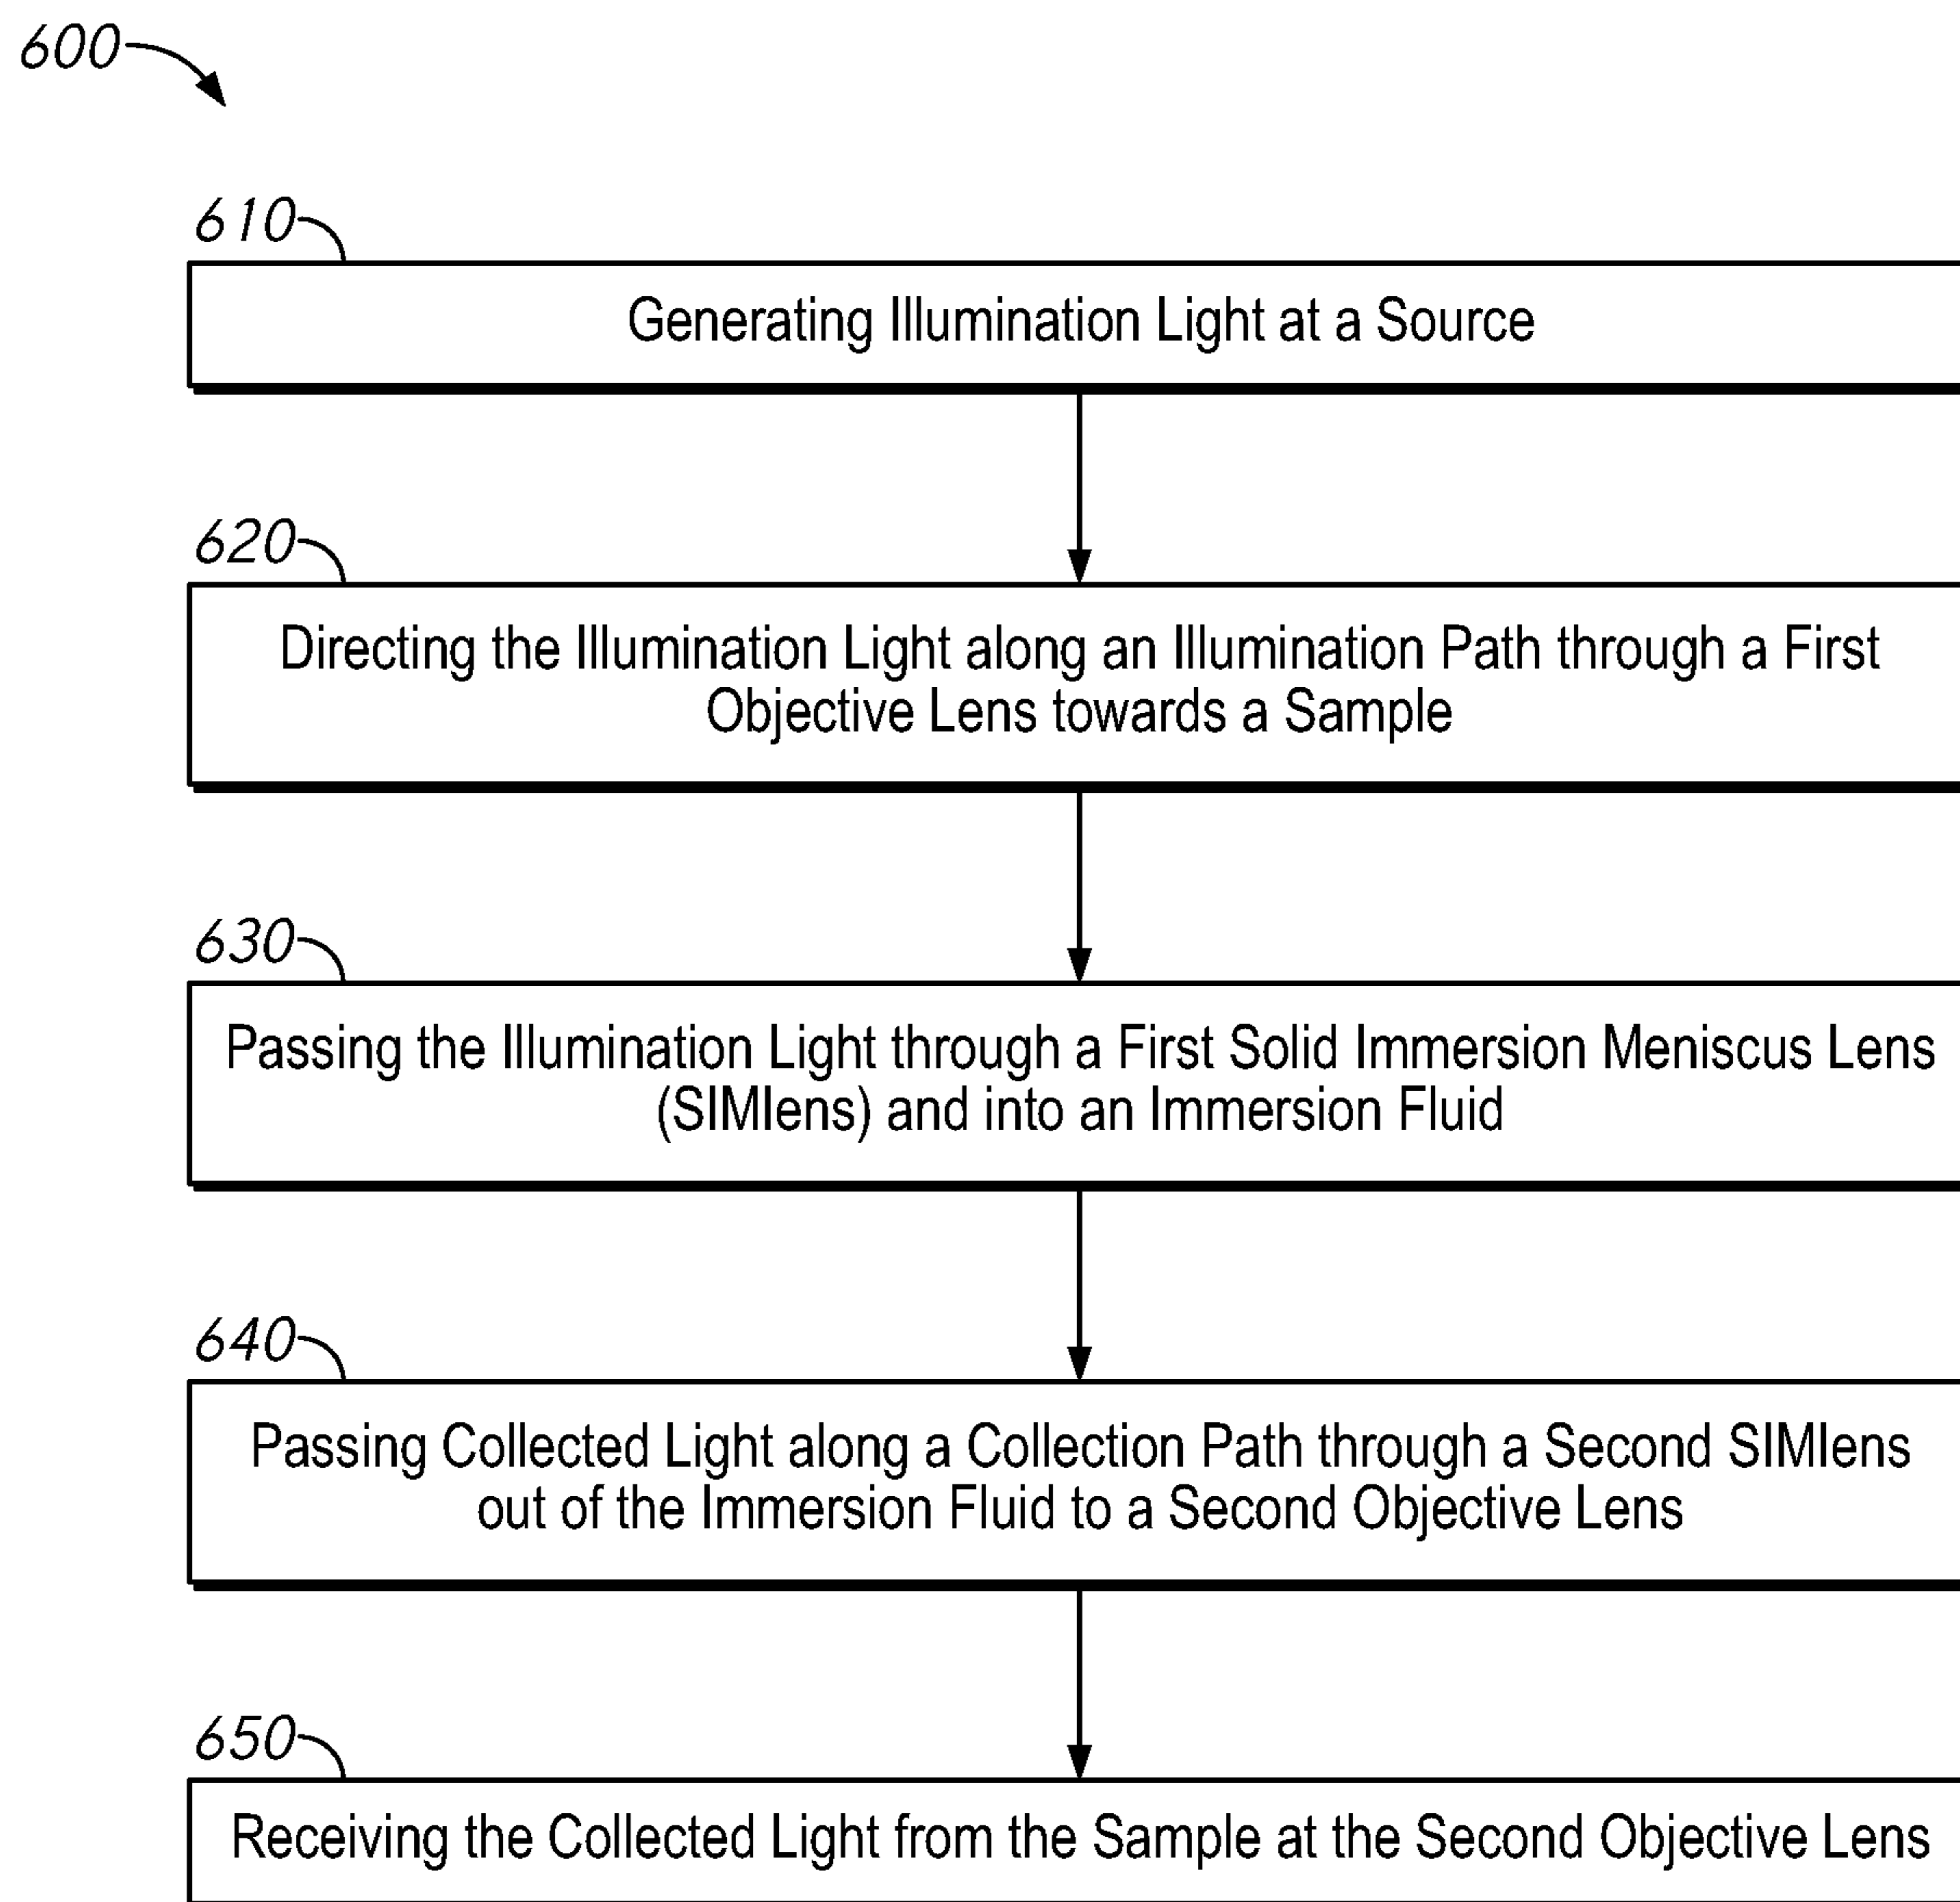 600
610
Generating Illumination Light at a Source
620
Directing the Illumination Light along an Illumination Path through a First
Objective Lens towards a Sample
630
Passing the Illumination Light through a First Solid Immersion Meniscus Lens
(SIMlens) and into an Immersion Fluid
640
Passing Collected Light along a Collection Path through a Second SIMlens
out of the Immersion Fluid to a Second Objective Lens
650
Receiving the Collected Light from the Sample at the Second Objective Lens